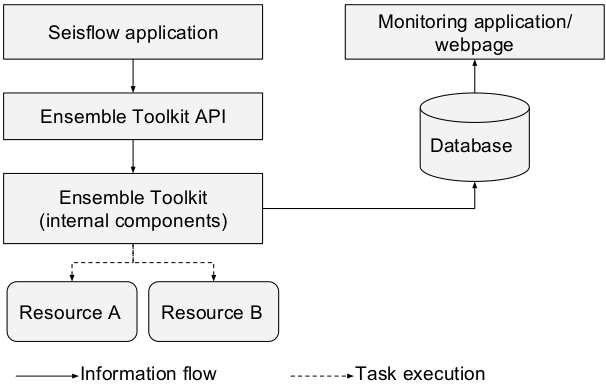 Seisflow application
Monitoring application/
webpage
Ensemble Toolkit API
Database
Ensemble Toolkit
(internal components)
Resource A
Resource B
Information flow
Task execution